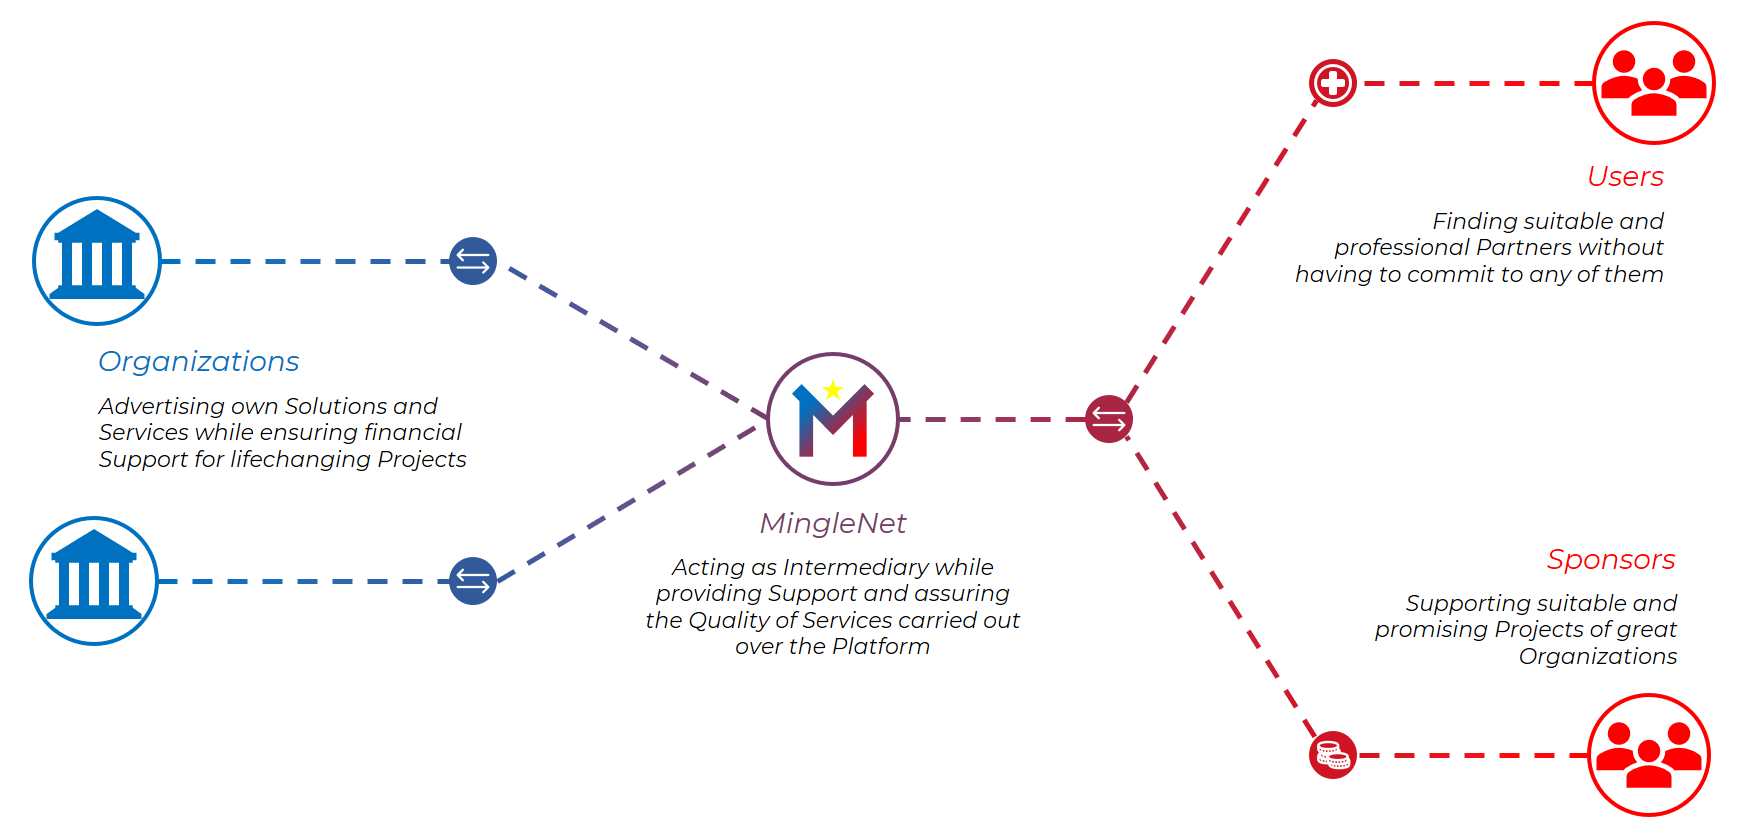 Organizations
Advertising own Solutions and
Services while ensuring financial
Support for lifechanging Projects
MingleNet
Acting as Intermediary while
providing Support and assuring
the Quality of Services carried out
over the Platform
Users
Finding suitable and
professional Partners without
having to commit to any of them
Sponsors
Supporting suitable and
promising Projects of great
Organizations